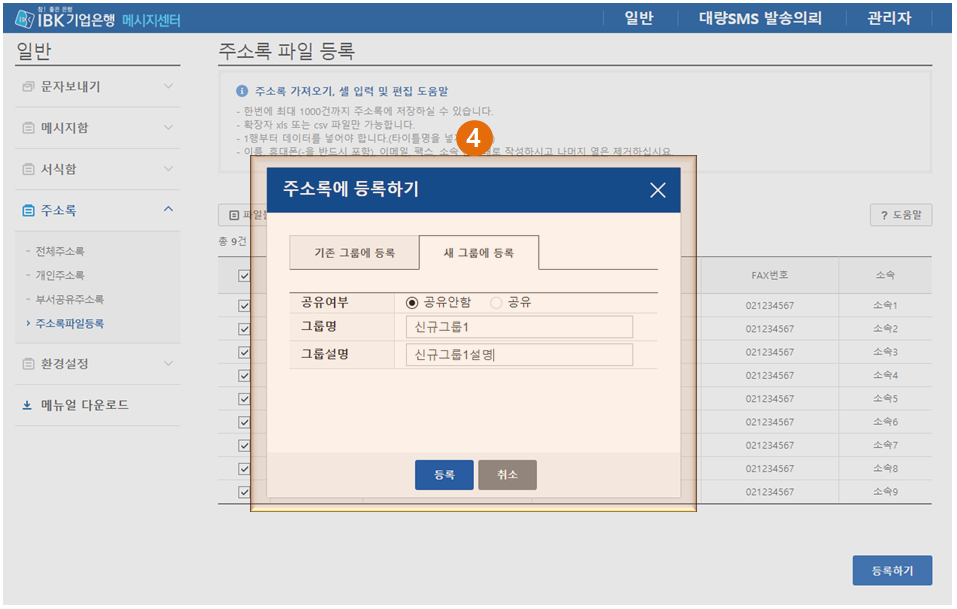 참! 좋은 은행
IBK기업은행 메시지센터
일반 대량SMS 발송의뢰 관리자
일반
문자보내기
메시지함
서식함
주소록
- 전체주소록
- 개인주소록
- 부서공유주소록
› 주소록파일등록
환경설정
메뉴얼 다운로드
주소록 파일 등록
주소록 가져오기, 셀 입력 및 편집 도움말
- 한번에 최대 1000건까지 주소록에 저장하실 수 있습니다.
- 확장자 xls 또는 csv 파일만 가능합니다.
- 1행부터 데이터를 넣어야 합니다.(타이틀명을 넣
- 이름, 휴대폰(-을 반드시 포함), 이메일, 팩스, 소속 로 작성하시고 나머지 열은 제거하십시요.
4
? 도움말
총 9건
FAX번호 소속
021234567 소속1
021234567 소속2
021234567 소속3
021234567 소속4
021234567 소속5
021234567 소속6
021234567 소속7
021234567 소속8
021234567 소속9
주소록에 등록하기
기존 그룹에 등록 새 그룹에 등록
공유여부 공유안함 공유
그룹명 신규그룹1
그룹설명 신규그룹1설명
등록 취소
등록하기